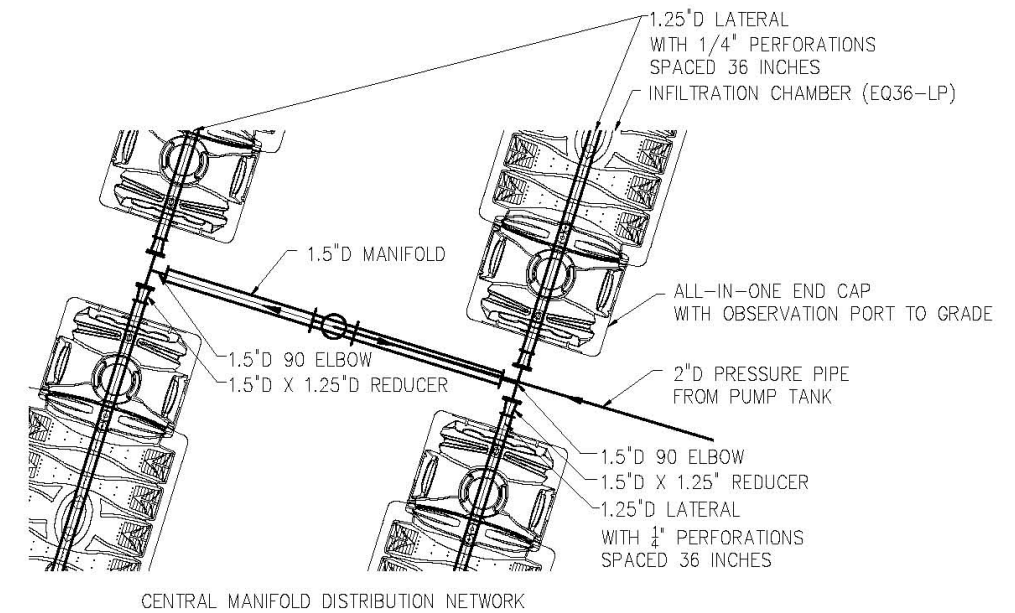 1.25"D LATERAL
WITH 1/4" PERFORATIONS
SPACED 36 INCHES
INFILTRATION CHAMBER (EQ36-LP)
1.5"D MANIFOLD
ALL-IN-ONE END CAP
WITH OBSERVATION PORT TO GRADE
1.5"D 90 ELBOW
1.5"D X 1.25"D REDUCER
2"D PRESSURE PIPE
FROM PUMP TANK
1.5"D 90 ELBOW
1.5"D X 1.25" REDUCER
1.25"D LATERAL
WITH ¼" PERFORATIONS
SPACED 36 INCHES
CENTRAL MANIFOLD DISTRIBUTION NETWORK